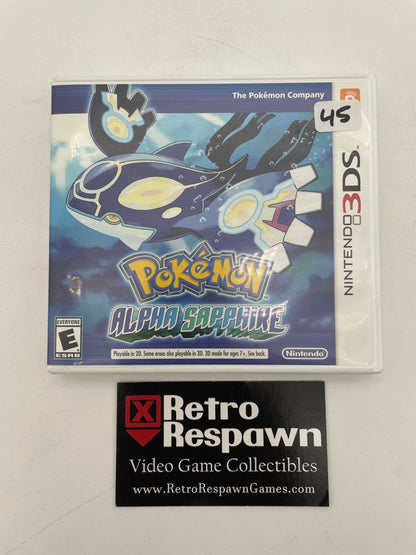 The Pokémon Company
45
NINTENDO 3DS
POKéMON
ALPHA SAPPHIRE
EVERYONE
E
ESRB
Playable in 2D. Some areas also playable in 3D. 3D mode for ages 7+. See back.
Nintendo
Retro
Respawn
Video Game Collectibles
www.RetroRespawnGames.com